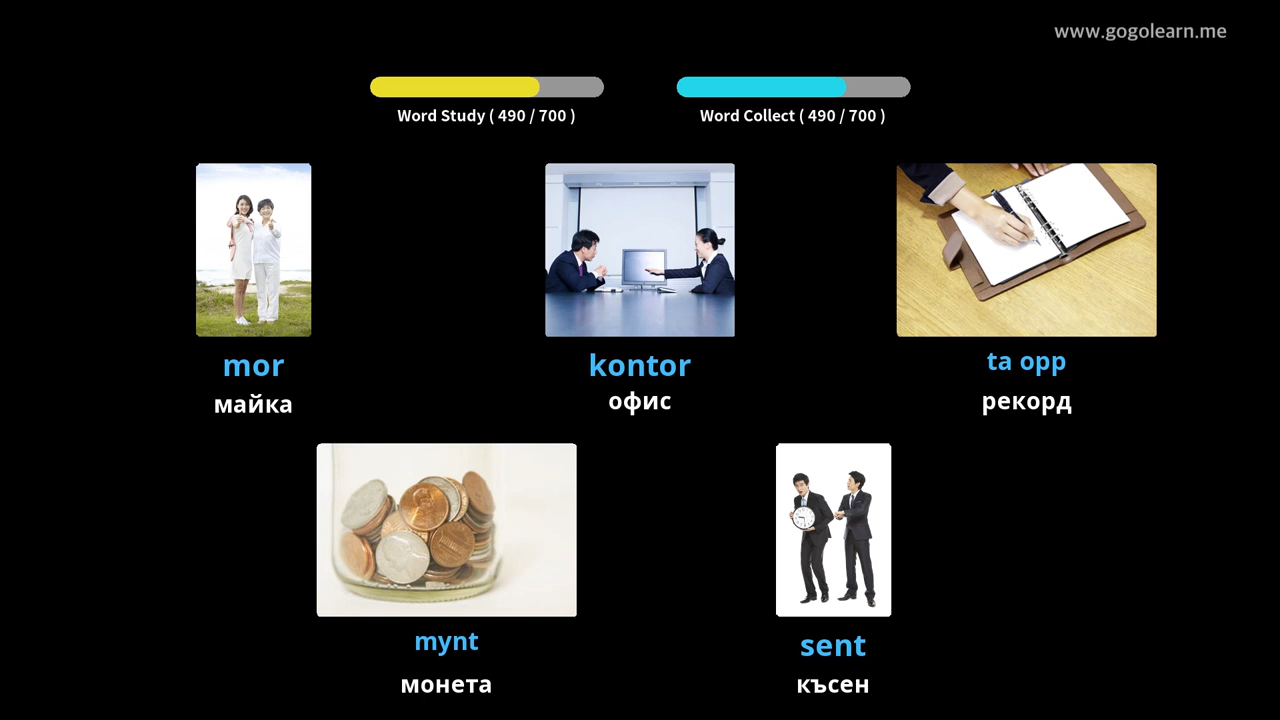 www.gogolearn.me
Word Study ( 490 / 700 )
Word Collect ( 490 / 700 )
mor
майка
kontor
офис
ta opp
рекорд
mynt
монета
sent
късен